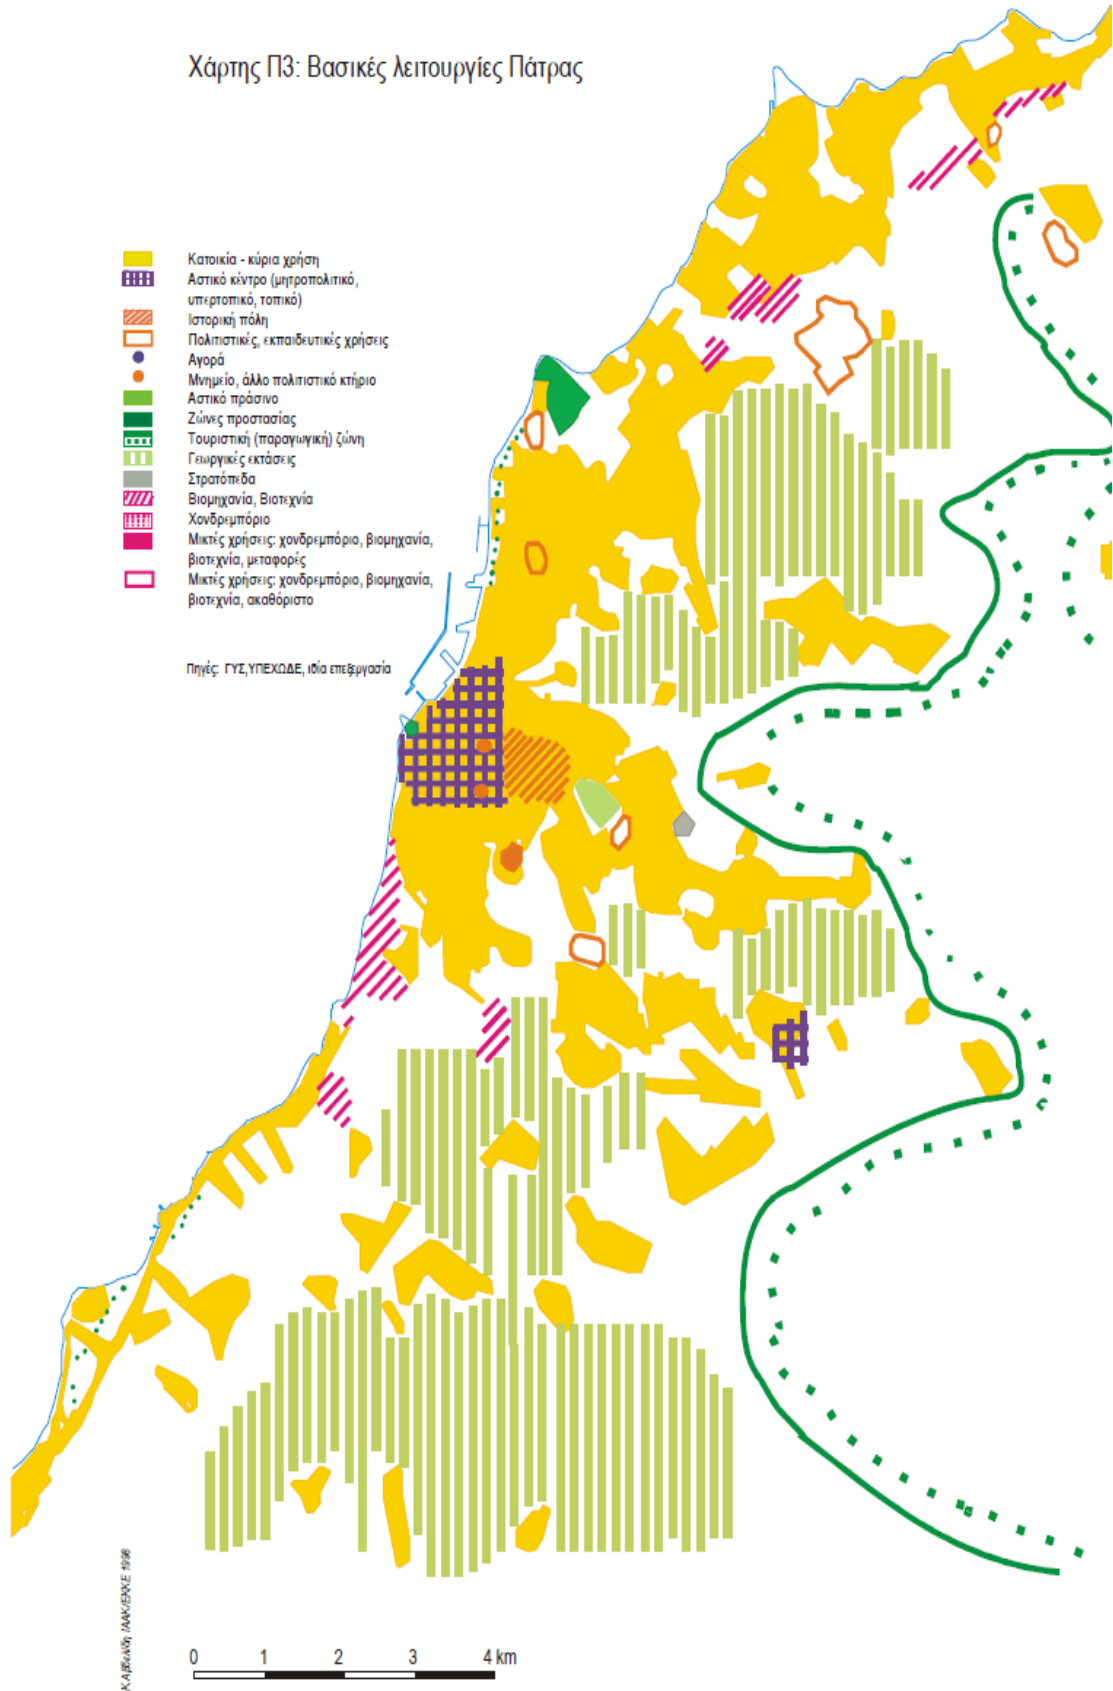 Χάρτης Π3: Βασικές λειτουργίες Πάτρας
Κατοικία - κύρια χρήση
Αστικό κέντρο (μητροπολιτικό,
υπερτοπικό, τοπικό)
Ιστορική πόλη
Πολιτιστικές, εκπαιδευτικές χρήσεις
Αγορά
Μνημείο, άλλο πολιτιστικό κτήριο
Αστικό πράσινο
Ζώνες προστασίας
Τουριστική (παραγωγική) ζώνη
Γεωργικές εκτάσεις
Στρατόπεδα
Βιομηχανία, Βιοτεχνία
Χονδρεμπόριο
Μικτές χρήσεις: χονδρεμπόριο, βιομηχανία,
βιοτεχνία, μεταφορές
Μικτές χρήσεις: χονδρεμπόριο, βιομηχανία,
βιοτεχνία, ακαθόριστο
Πηγές: ΓΥΣ,ΥΠΕΧΩΔΕ, ιδία επεξεργασία
ΙΑΑΚ/ΕΚΚΕ 1998
0 1 2 3 4 km